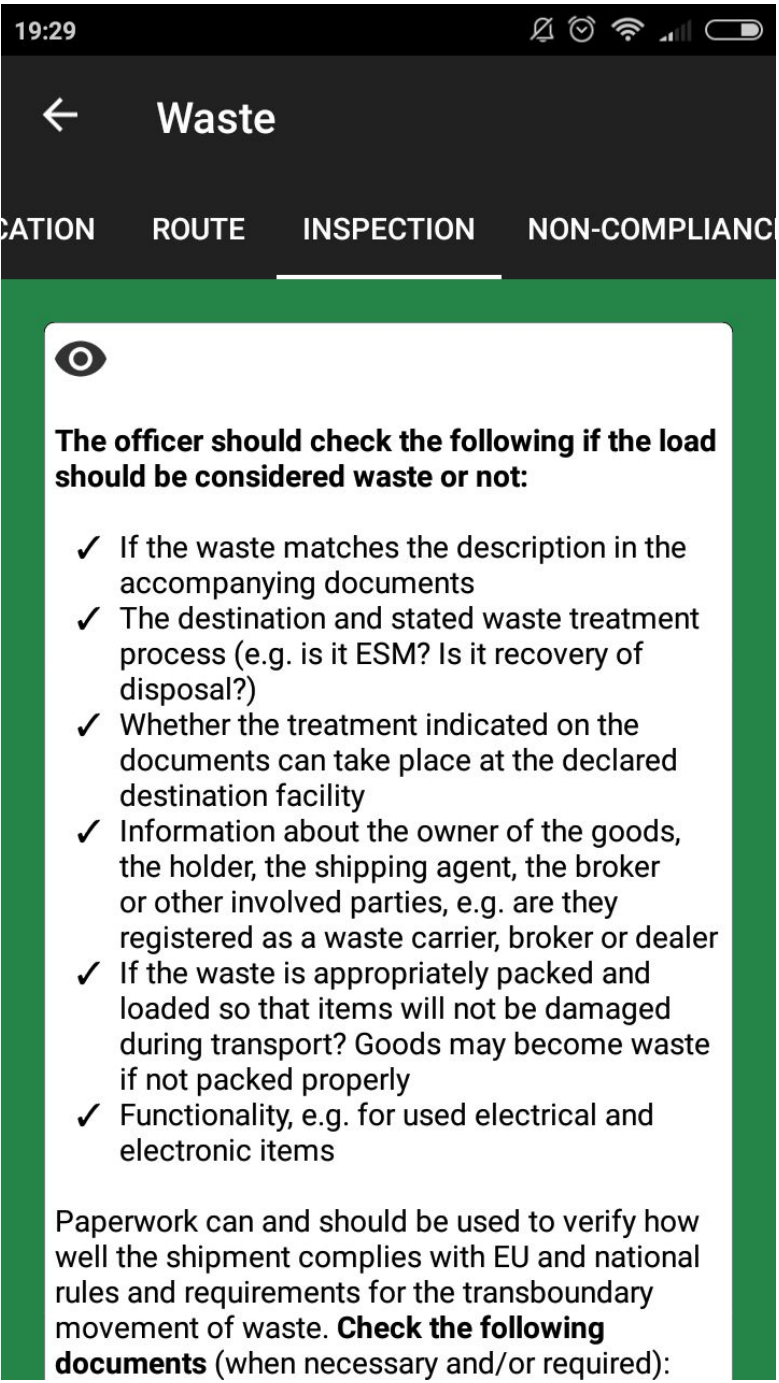 19:29
Waste
CATION ROUTE INSPECTION NON-COMPLIANC
The officer should check the following if the load
should be considered waste or not:
✓ If the waste matches the description in the
accompanying documents
✓ The destination and stated waste treatment
process (e.g. is it ESM? Is it recovery of
disposal?)
✓ Whether the treatment indicated on the
documents can take place at the declared
destination facility
✓ Information about the owner of the goods,
the holder, the shipping agent, the broker
or other involved parties, e.g. are they
registered as a waste carrier, broker or dealer
✓ If the waste is appropriately packed and
loaded so that items will not be damaged
during transport? Goods may become waste
if not packed properly
✓ Functionality, e.g. for used electrical and
electronic items
Paperwork can and should be used to verify how
well the shipment complies with EU and national
rules and requirements for the transboundary
movement of waste. Check the following
documents (when necessary and/or required):